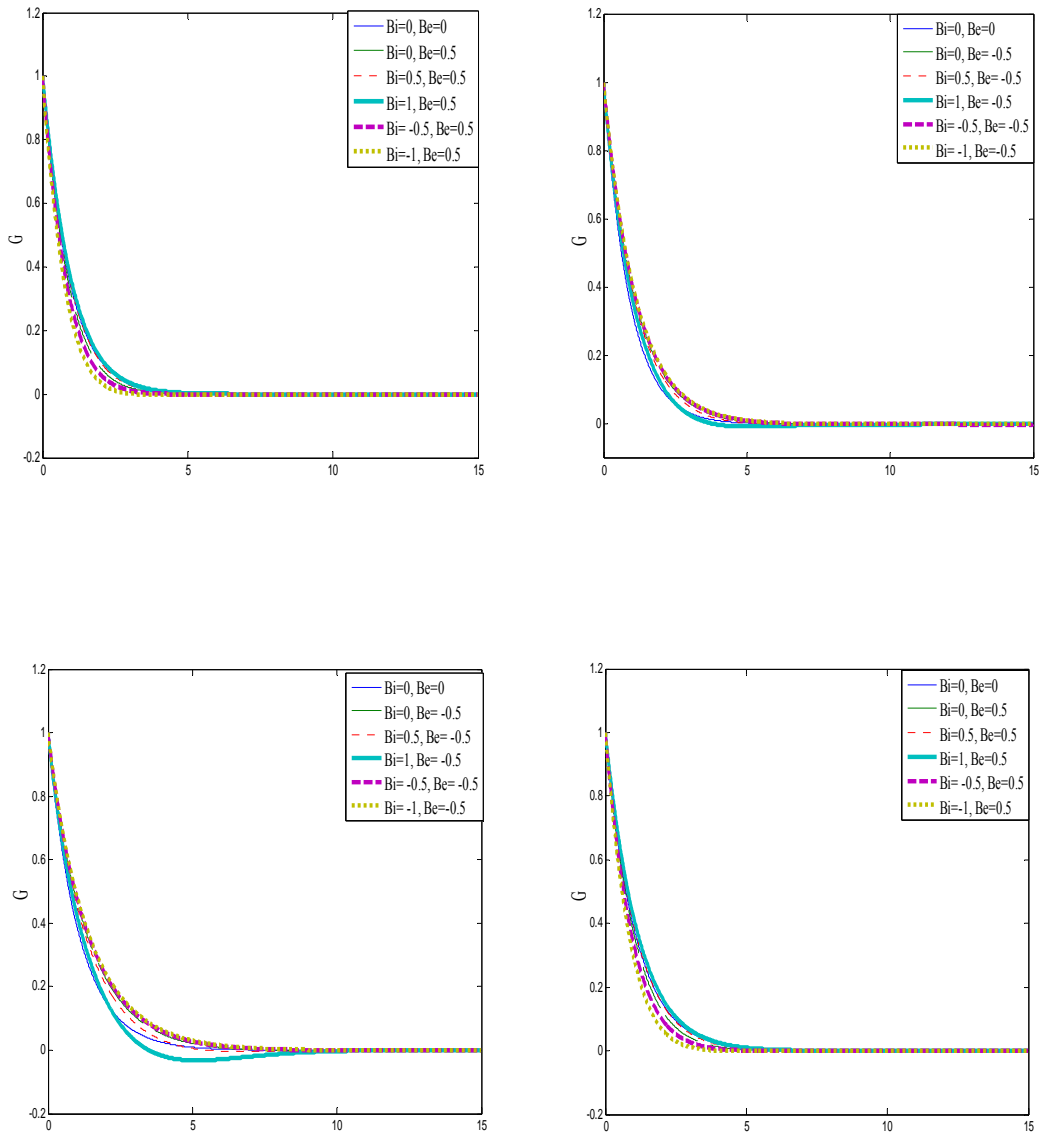 1.2
1
0.8
0.6
0.4
0.2
0
-0.2
0
5
10
15
G
Bi=0, Be=0
Bi=0, Be=0.5
Bi=0.5, Be=0.5
Bi=1, Be=0.5
Bi= -0.5, Be=0.5
Bi=-1, Be=0.5
1.2
1
0.8
0.6
0.4
0.2
0
0
5
10
15
G
Bi=0, Be=0
Bi=0, Be= -0.5
Bi=0.5, Be= -0.5
Bi=1, Be= -0.5
Bi= -0.5, Be= -0.5
Bi= -1, Be=-0.5
1.2
1
0.8
0.6
0.4
0.2
0
-0.2
0
5
10
15
G
Bi=0, Be=0
Bi=0, Be= -0.5
Bi=0.5, Be= -0.5
Bi=1, Be= -0.5
Bi= -0.5, Be= -0.5
Bi= -1, Be=-0.5
1.2
1
0.8
0.6
0.4
0.2
0
-0.2
0
5
10
15
G
Bi=0, Be=0
Bi=0, Be=0.5
Bi=0.5, Be=0.5
Bi=1, Be=0.5
Bi= -0.5, Be=0.5
Bi=-1, Be=0.5